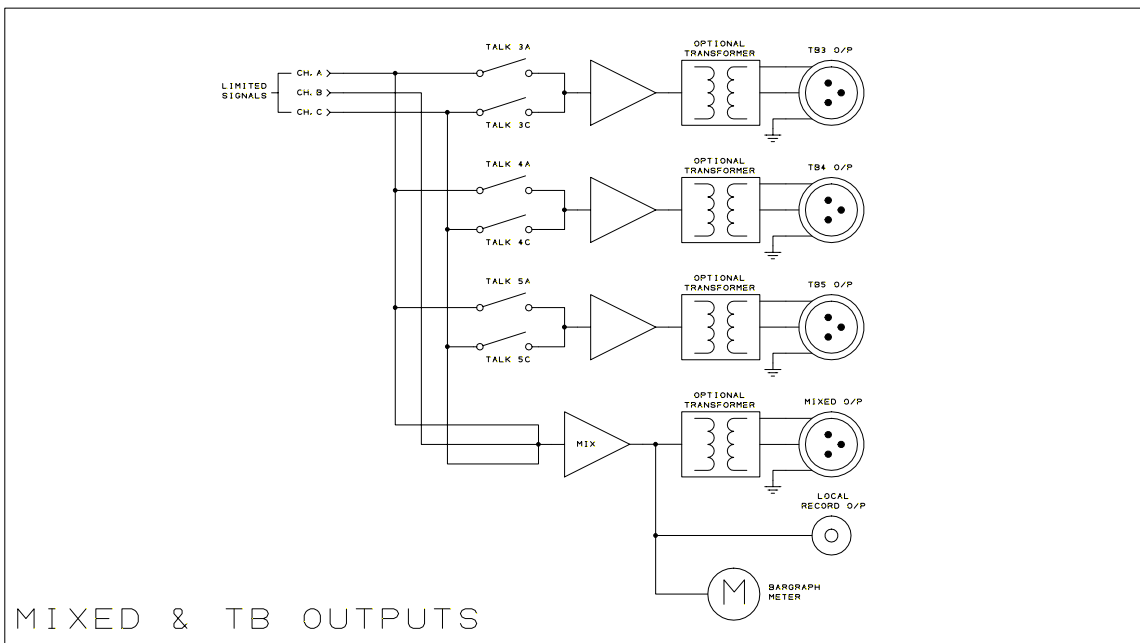 TALK 3A
OPTIONAL
TRANSFORMER
TB3 O/P
LIMITED
SIGNALS
CH. A
CH. B
CH. C
TALK 3C
TALK 4A
OPTIONAL
TRANSFORMER
TB4 O/P
TALK 4C
TALK 5A
OPTIONAL
TRANSFORMER
TB5 O/P
TALK 5C
OPTIONAL
TRANSFORMER
MIXED O/P
MIX
LOCAL
RECORD O/P
M
BARGRAPH
METER
MIXED & TB OUTPUTS